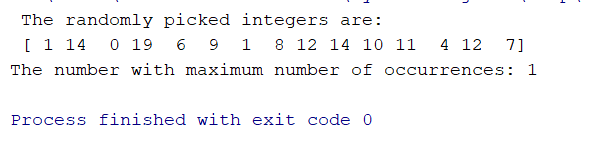 The randomly picked integers are:
[ 1 14  0 19  6  9  1  8 12 14 10 11  4 12  7]
The number with maximum number of occurrences: 1
Process finished with exit code 0